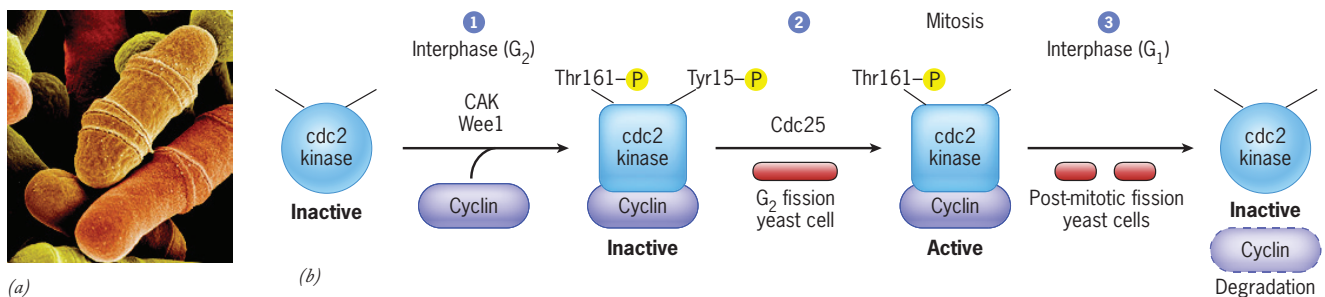 1
Interphase (G2)
2
Mitosis
3
Interphase (G1)
Thr161–P
Tyr15–P
Thr161–P
CAK
Wee1
cdc2
kinase
cdc2
kinase
Cdc25
cdc2
kinase
cdc2
kinase
Inactive
Cyclin
Cyclin
Inactive
G2 fission
yeast cell
Cyclin
Active
Post-mitotic fission
yeast cells
Inactive
Cyclin
Degradation
(a)
(b)